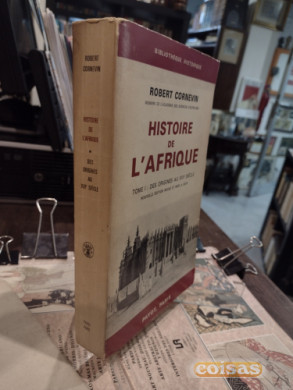 BIBLIOTHÈQUE HISTORIQUE
ROBERT CORNEVIN
HISTOIRE
DE
L'AFRIQUE
TOME I : DES ORIGINES AU XVIe SIÈCLE
PAYOT, PARIS
ROBERT
CORNEVIN
HISTOIRE
DE
L'AFRIQUE
DES ORIGINES
AU
XVIe SIÈCLE
coisas